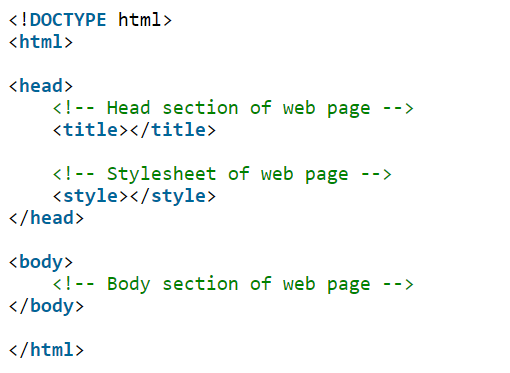 <!DOCTYPE html>
<html>
<head>
<!-- Head section of web page -->
<title></title>
<!-- Stylesheet of web page -->
<style></style>
</head>
<body>
<!-- Body section of web page -->
</body>
</html>